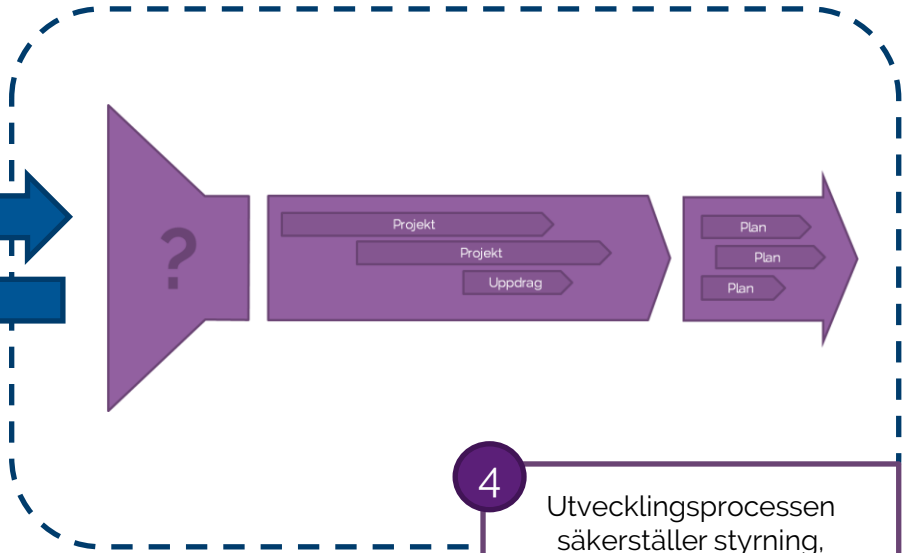 ?
Projekt
Projekt
Uppdrag
Plan
Plan
Plan
4
Utvecklingsprocessen
säkerställer styrning,